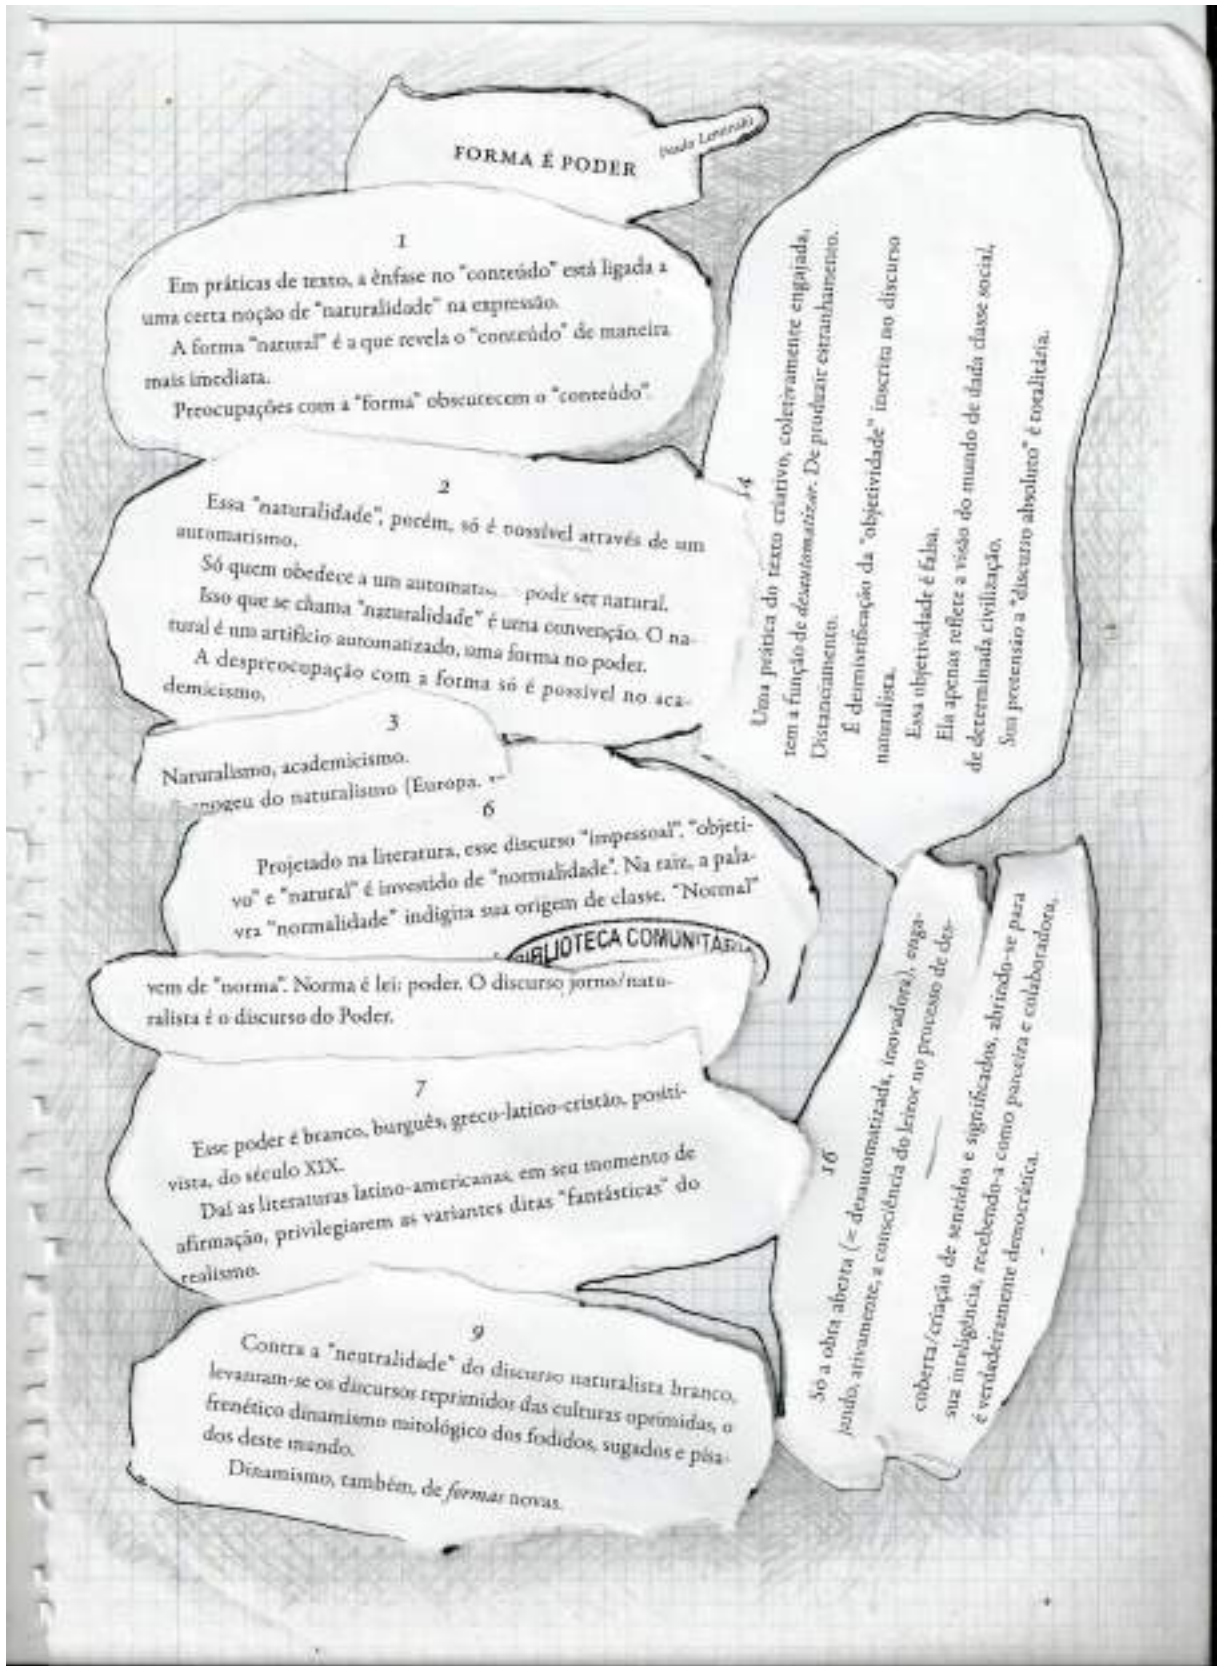 FORMA É PODER
(Paulo Leminski)
1
Em práticas de texto, a ênfase no "conteúdo" está ligada a
uma certa noção de "naturalidade" na expressão.
A forma "natural" é a que revela o "conteúdo" de maneira
mais imediata.
Preocupações com a "forma" obscurecem o "conteúdo".
2
Essa "naturalidade", porém, só é possível através de um
automatismo.
Só quem obedece a um automatis pode ser natural.
Isso que se chama "naturalidade" é uma convenção. O na-
tural é um artifício automatizado, uma forma no poder.
A despreocupação com a forma só é possível no aca-
demicismo.
3
Naturalismo, academicismo.
apogeu do naturalismo (Europa,
6
Projetado na literatura, esse discurso "impessoal", "objeti-
vo" e "natural" é investido de "normalidade". Na raiz, a pala-
vra "normalidade" indigita sua origem de classe. "Normal"
BIBLIOTECA COMUNITÁRIA
vem de "norma". Norma é lei: poder. O discurso jorno/natu-
ralista é o discurso do Poder.
7
Esse poder é branco, burguês, greco-latino-cristão, positi-
vista, do século XIX.
Daí as literaturas latino-americanas, em seu momento de
afirmação, privilegiarem as variantes ditas "fantásticas" do
realismo.
9
Contra a "neutralidade" do discurso naturalista branco,
levantam-se os discursos reprimidos das culturas oprimidas, o
frenético dinamismo mitológico dos fodidos, sugados e pisa-
dos deste mundo.
Dinamismo, também, de formas novas.
14
Uma prática do texto criativo, coletivamente engajada,
tem a função de desautomatizar. De produzir estranhamento.
Distanciamento.
É desmistificação da "objetividade" inscrita no discurso
naturalista.
Essa objetividade é falsa.
Ela apenas reflete a visão do mundo de dada classe social,
de determinada civilização.
Sua pretensão a "discurso absoluto" é totalitária.
16
Só a obra aberta (= desautomatizada, inovadora), enga-
jando, ativamente, a consciência do leitor no processo de des-
coberta/criação de sentidos e significados, abrindo-se para
sua inteligência, recebendo-a como parceira e colaboradora,
é verdadeiramente democrática.